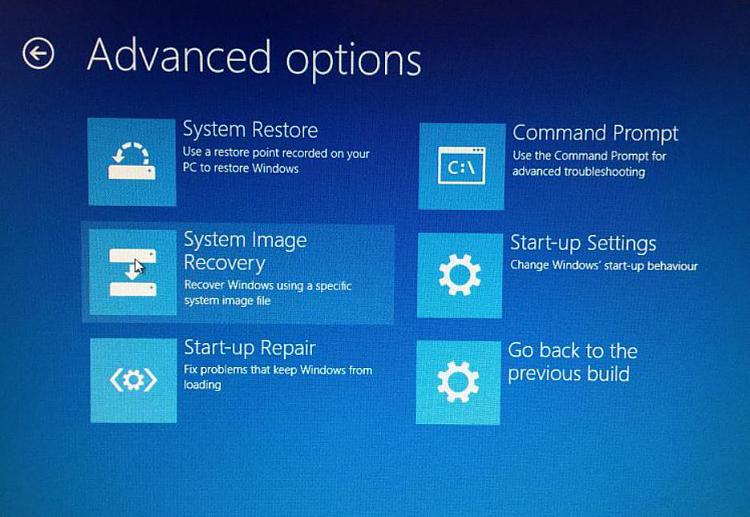 Advanced options
System Restore
Use a restore point recorded on your
PC to restore Windows
Command Prompt
Use the Command Prompt for
advanced troubleshooting
C:\
System Image
Recovery
Recover Windows using a specific
system image file
Start-up Settings
Change Windows' start-up behaviour
Start-up Repair
Fix problems that keep Windows from
loading
Go back to the
previous build